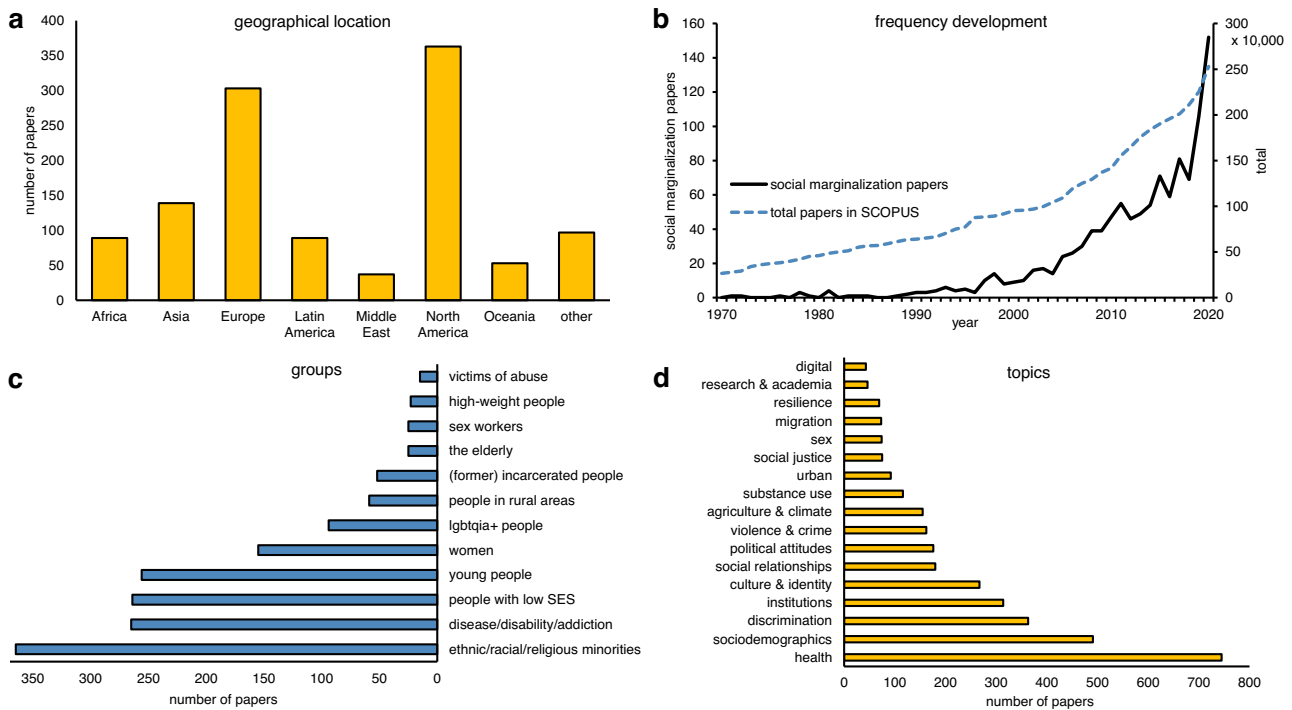 a
geographical location
number of papers
400
350
300
250
200
150
100
50
0
Africa
Asia
Europe
Latin
America
Middle
East
North
America
Oceania
other
b
frequency development
social marginalization papers
160
140
120
100
80
60
40
20
0
300
x 10,000
250
200
150
100
50
0
total
social marginalization papers
total papers in SCOPUS
1970
1980
1990
2000
2010
2020
year
c
groups
victims of abuse
high-weight people
sex workers
the elderly
(former) incarcerated people
people in rural areas
lgbtqia+ people
women
young people
people with low SES
disease/disability/addiction
ethnic/racial/religious minorities
350
300
250
200
150
100
50
0
number of papers
d
topics
digital
research & academia
resilience
migration
sex
social justice
urban
substance use
agriculture & climate
violence & crime
political attitudes
social relationships
culture & identity
institutions
discrimination
sociodemographics
health
0
100
200
300
400
500
600
700
800
number of papers